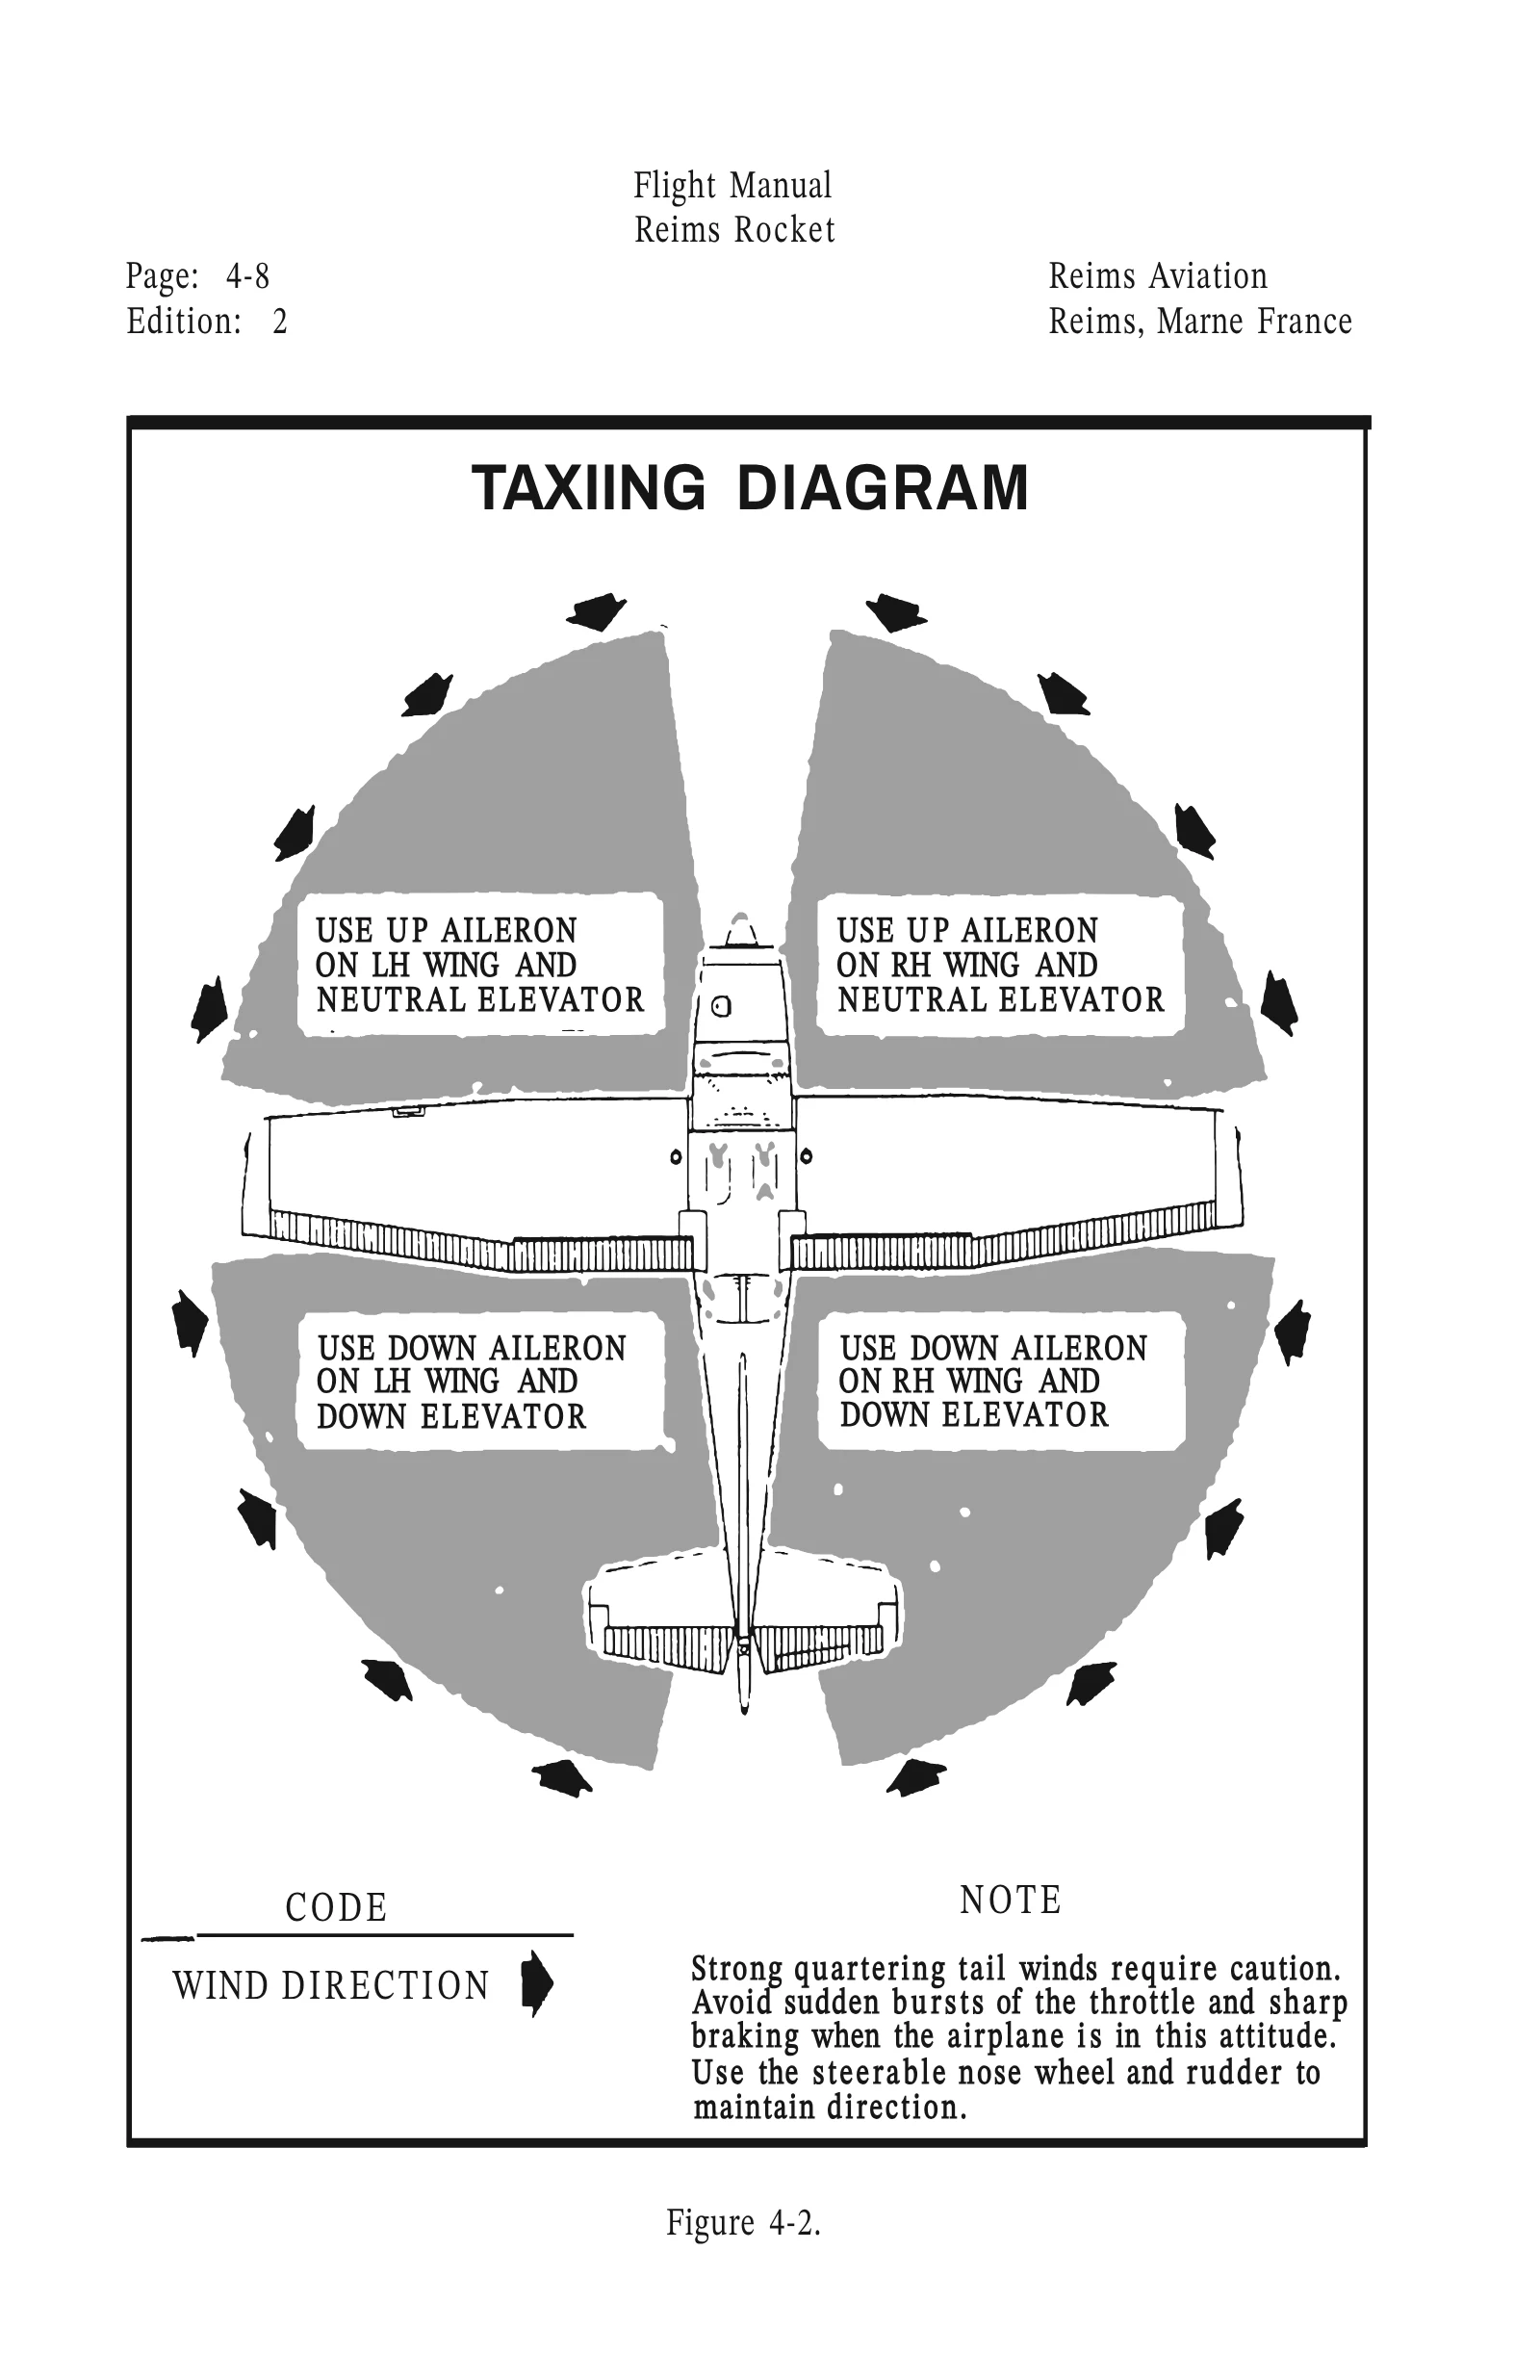 Flight Manual
Reims Rocket
Page: 4-8
Edition: 2
Reims Aviation
Reims, Marne France
TAXIING DIAGRAM
USE UP AILERON
ON LH WING AND
NEUTRAL ELEVATOR
USE UP AILERON
ON RH WING AND
NEUTRAL ELEVATOR
USE DOWN AILERON
ON LH WING AND
DOWN ELEVATOR
USE DOWN AILERON
ON RH WING AND
DOWN ELEVATOR
CODE
WIND DIRECTION
NOTE
Strong quartering tail winds require caution.
Avoid sudden bursts of the throttle and sharp
braking when the airplane is in this attitude.
Use the steerable nose wheel and rudder to
maintain direction.
Figure 4-2.